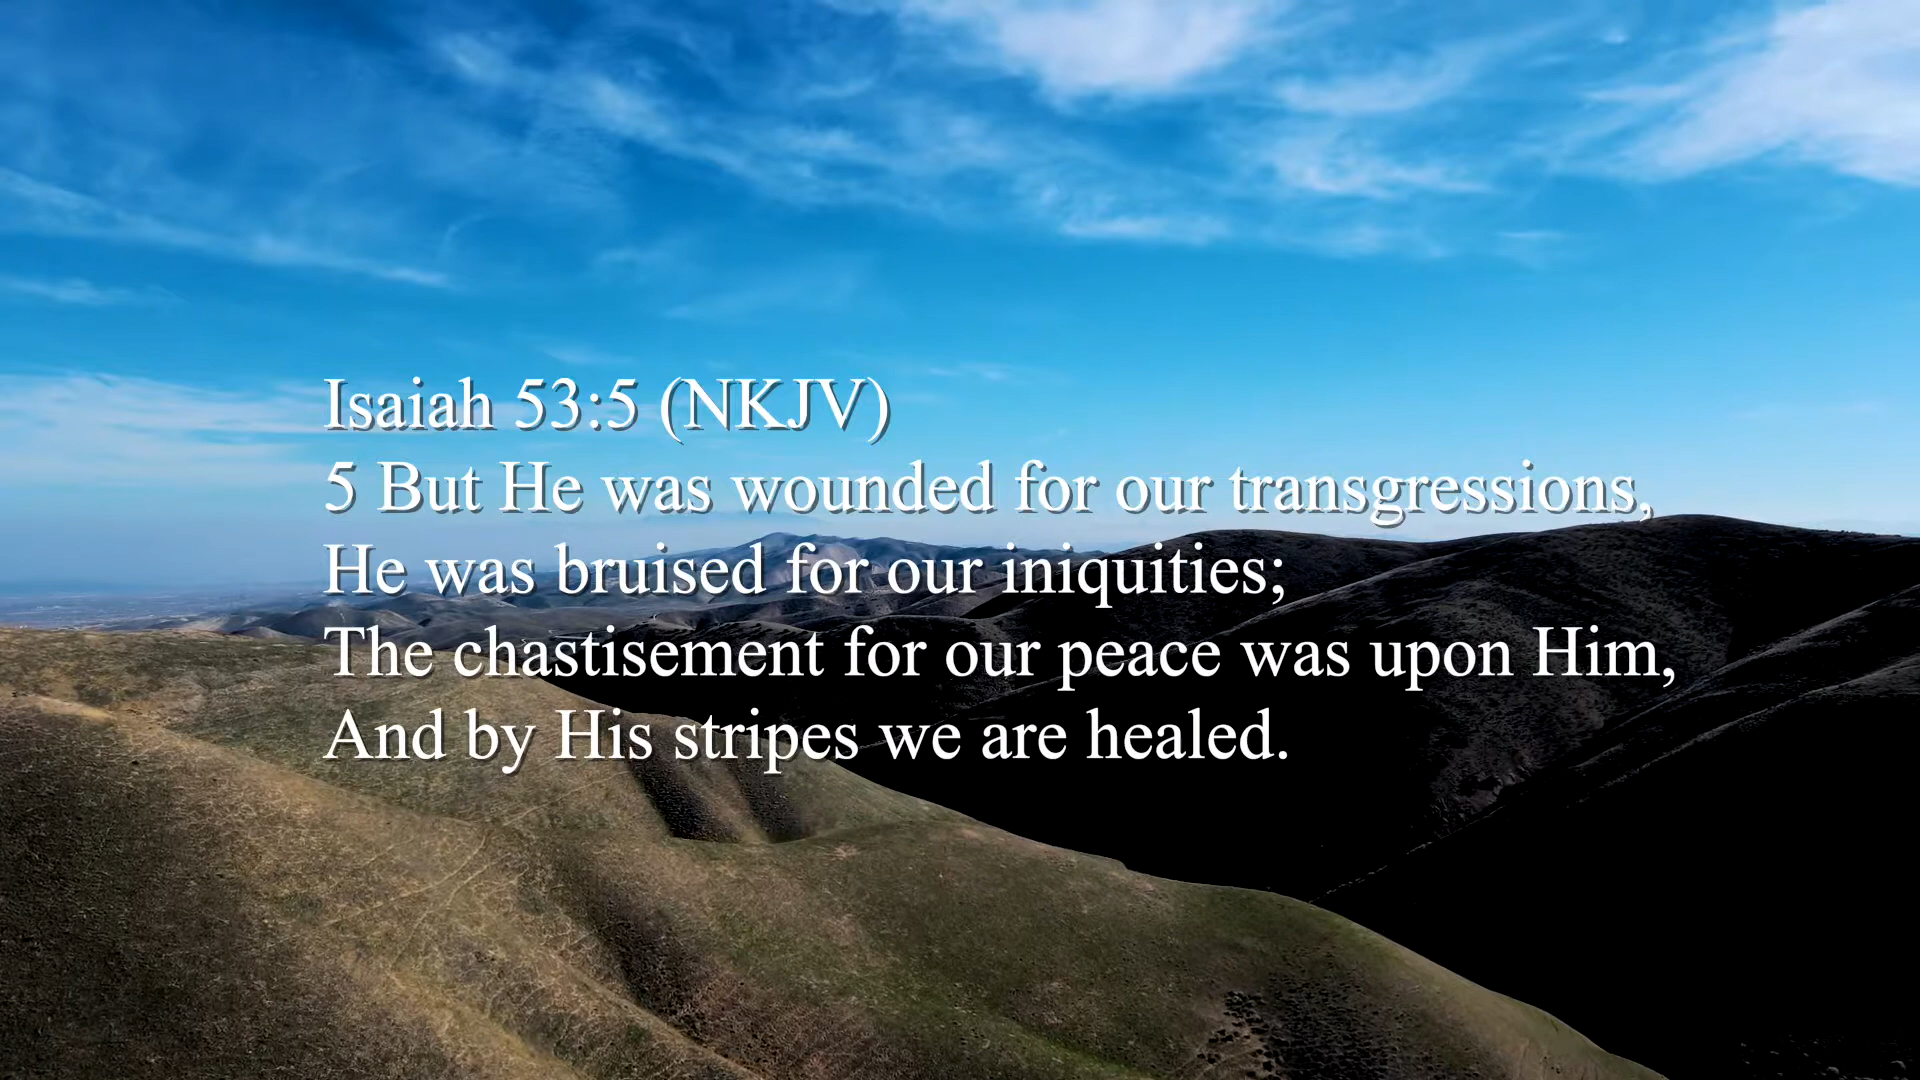 Isaiah 53:5 (NKJV)
5 But He was wounded for our transgressions,
He was bruised for our iniquities;
The chastisement for our peace was upon Him,
And by His stripes we are healed.